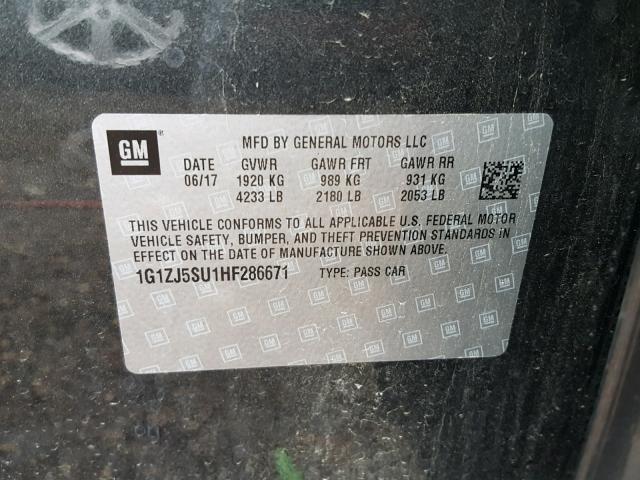 GM ® MFD BY GENERAL MOTORS LLC
DATE GVWR GAWR FRT GAWR RR
06/17 1920 KG 989 KG 931 KG
4233 LB 2180 LB 2053 LB
THIS VEHICLE CONFORMS TO ALL APPLICABLE U.S. FEDERAL MOTOR
VEHICLE SAFETY, BUMPER, AND THEFT PREVENTION STANDARDS IN
EFFECT ON THE DATE OF MANUFACTURE SHOWN ABOVE.
1G1ZJ5SU1HF286671 TYPE: PASS CAR